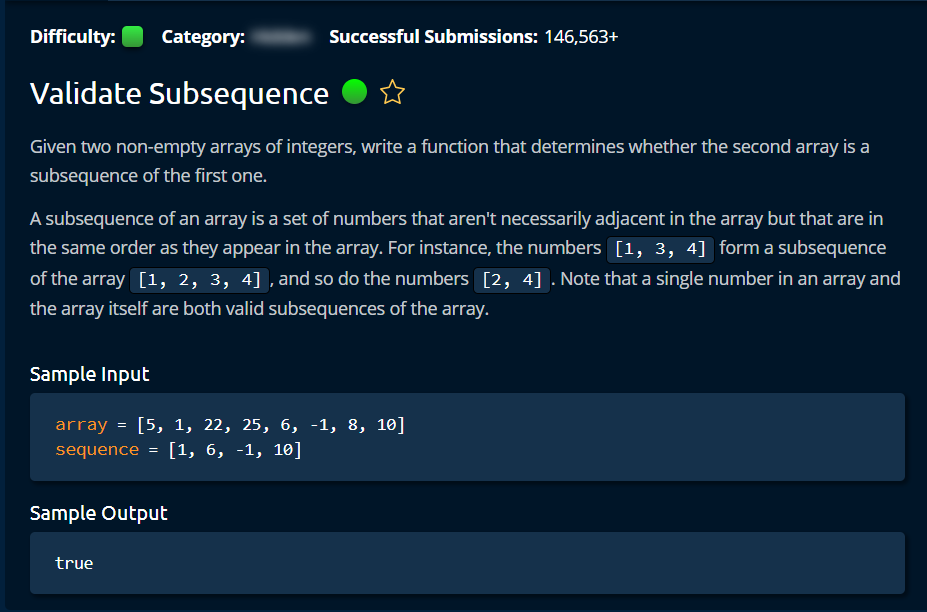 Difficulty: Category: Successful Submissions: 146,563+
Validate Subsequence
Given two non-empty arrays of integers, write a function that determines whether the second array is a
subsequence of the first one.
A subsequence of an array is a set of numbers that aren't necessarily adjacent in the array but that are in
the same order as they appear in the array. For instance, the numbers [1, 3, 4] form a subsequence
of the array [1, 2, 3, 4], and so do the numbers [2, 4]. Note that a single number in an array and
the array itself are both valid subsequences of the array.
Sample Input
array = [5, 1, 22, 25, 6, -1, 8, 10]
sequence = [1, 6, -1, 10]
Sample Output
true